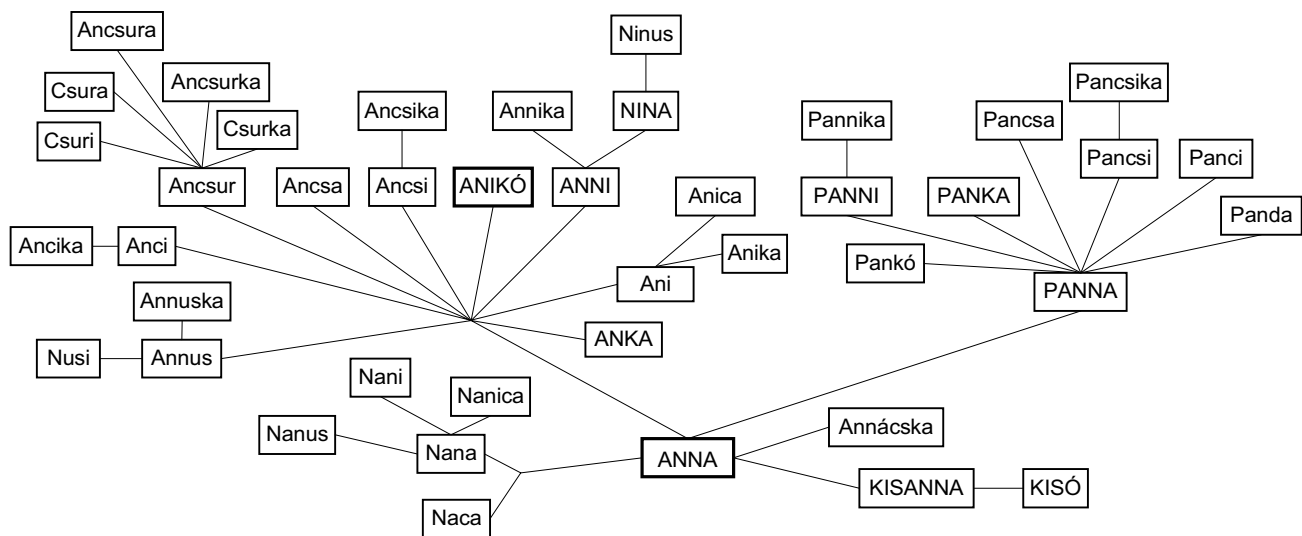 Ancsura
Ninus
Csura
Ancsurka
Ancsika
Annika
NINA
Pannika
Pancsa
Pancsika
Csuri
Csurka
Pancsi
Panci
Ancsur
Ancsa
Ancsi
ANIKÓ
ANNI
Anica
PANNI
PANKA
Panda
Ancika
Anci
Anika
Pankó
Ani
PANNA
Annuska
ANKA
Nusi
Annus
Nani
Nanica
Nanus
Nana
ANNA
Annácska
KISANNA
KISÓ
Naca